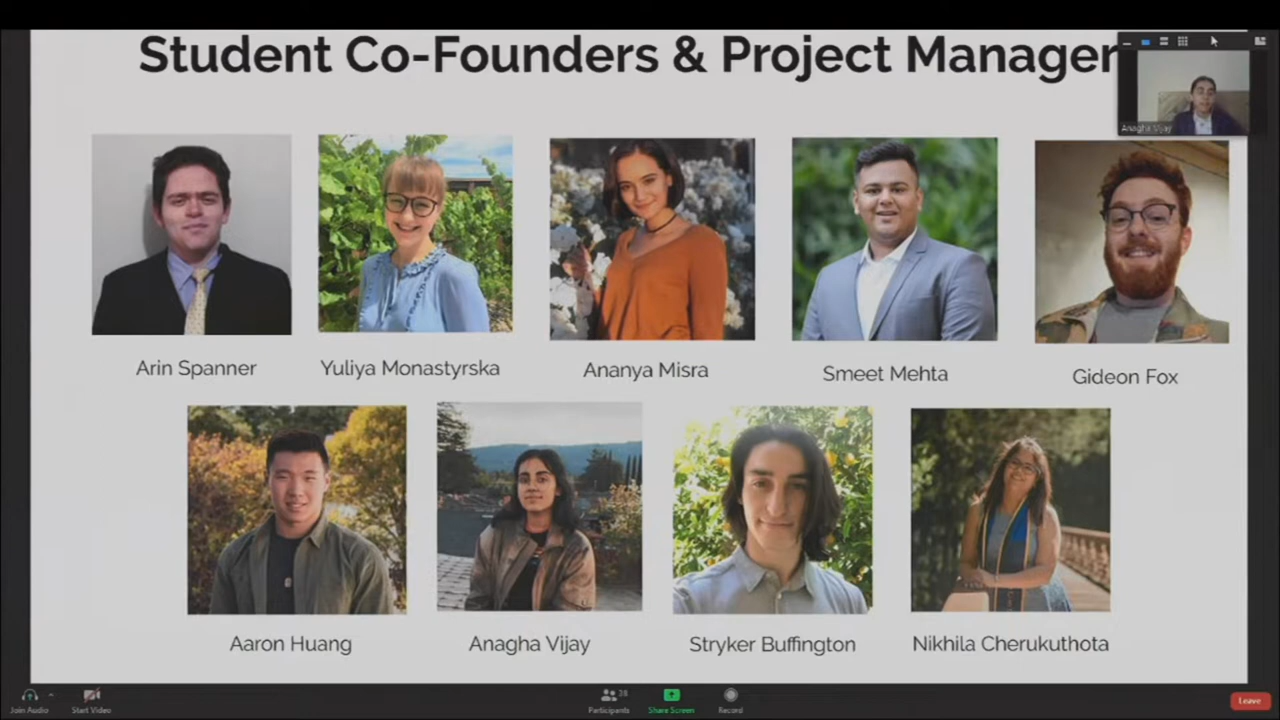 Student Co-Founders & Project Manager
Anagha Vijay
Arin Spanner
Yuliya Monastyrska
Ananya Misra
Smeet Mehta
Gideon Fox
Aaron Huang
Anagha Vijay
Stryker Buffington
Nikhila Cherukuthota
Join Audio
Start Video
Participants
38
Share Screen
Record
Leave